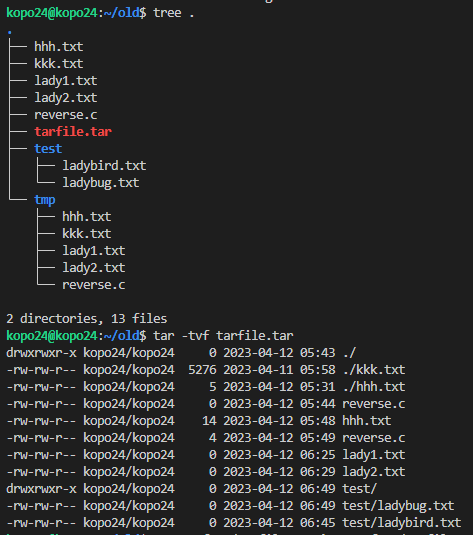 kopo24@kopo24:~/old$ tree .
.
├── hhh.txt
├── kkk.txt
├── lady1.txt
├── lady2.txt
├── reverse.c
├── tarfile.tar
├── test
│   ├── ladybird.txt
│   └── ladybug.txt
└── tmp
    ├── hhh.txt
    ├── kkk.txt
    ├── lady1.txt
    ├── lady2.txt
    └── reverse.c

2 directories, 13 files
kopo24@kopo24:~/old$ tar -tvf tarfile.tar
drwxrwxr-x kopo24/kopo24     0 2023-04-12 05:43 ./
-rw-rw-r-- kopo24/kopo24  5276 2023-04-11 05:58 ./kkk.txt
-rw-rw-r-- kopo24/kopo24     5 2023-04-12 05:31 ./hhh.txt
-rw-rw-r-- kopo24/kopo24     0 2023-04-12 05:44 reverse.c
-rw-rw-r-- kopo24/kopo24    14 2023-04-12 05:48 hhh.txt
-rw-rw-r-- kopo24/kopo24     4 2023-04-12 05:49 reverse.c
-rw-rw-r-- kopo24/kopo24     0 2023-04-12 06:25 lady1.txt
-rw-rw-r-- kopo24/kopo24     0 2023-04-12 06:29 lady2.txt
drwxrwxr-x kopo24/kopo24     0 2023-04-12 06:49 test/
-rw-rw-r-- kopo24/kopo24     0 2023-04-12 06:49 test/ladybug.txt
-rw-rw-r-- kopo24/kopo24     0 2023-04-12 06:45 test/ladybird.txt